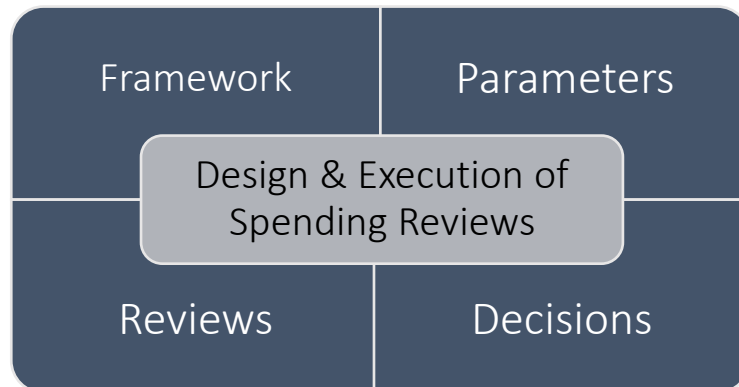 Framework
Parameters
Design & Execution of
Spending Reviews
Reviews
Decisions